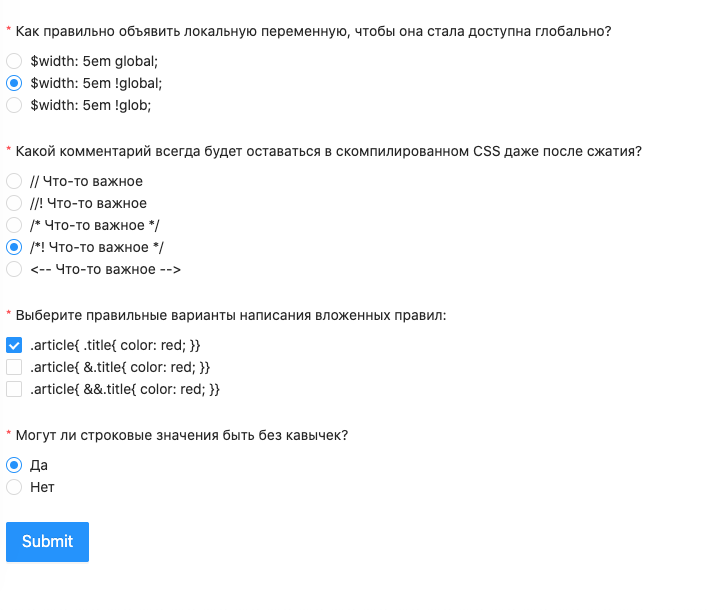 * Как правильно объявить локальную переменную, чтобы она стала доступна глобально?
$width: 5em global;
$width: 5em !global;
$width: 5em !glob;
* Какой комментарий всегда будет оставаться в скомпилированном CSS даже после сжатия?
// Что-то важное
//! Что-то важное
/* Что-то важное */
/*! Что-то важное */
<-- Что-то важное -->
* Выберите правильные варианты написания вложенных правил:
.article{ .title{ color: red; }}
.article{ &.title{ color: red; }}
.article{ &&.title{ color: red; }}
* Могут ли строковые значения быть без кавычек?
Да
Нет
Submit